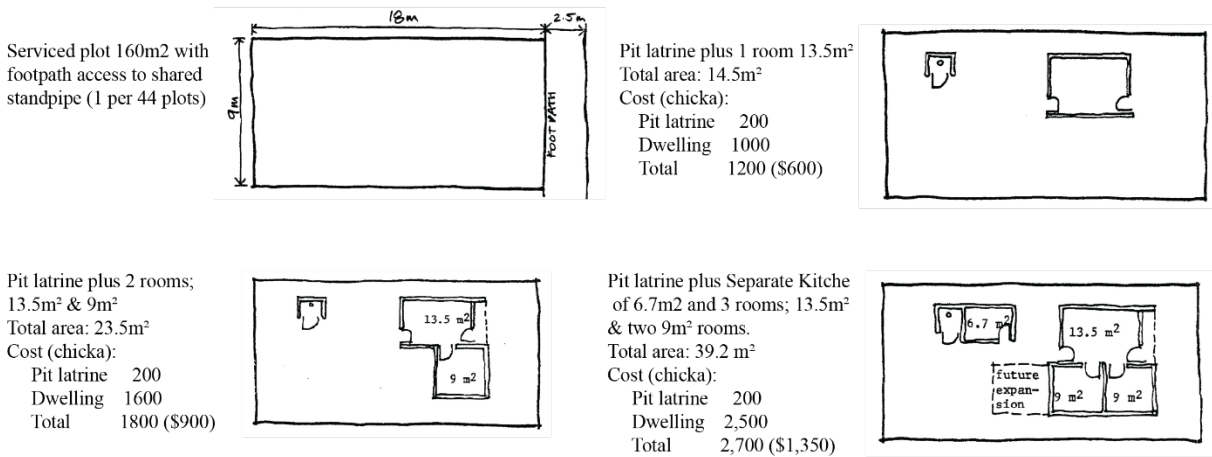 Serviced plot 160m2 with
footpath access to shared
standpipe (1 per 44 plots)
18m
2.5m
9m
FOOTPATH
Pit latrine plus 1 room 13.5m²
Total area: 14.5m²
Cost (chicka):
Pit latrine 200
Dwelling 1000
Total 1200 ($600)
Pit latrine plus 2 rooms;
13.5m² & 9m²
Total area: 23.5m²
Cost (chicka):
Pit latrine 200
Dwelling 1600
Total 1800 ($900)
13.5 m2
9 m2
Pit latrine plus Separate Kitche
of 6.7m2 and 3 rooms; 13.5m²
& two 9m² rooms.
Total area: 39.2 m²
Cost (chicka):
Pit latrine 200
Dwelling 2,500
Total 2,700 ($1,350)
6.7 m2
13.5 m2
future
expan-
sion
9 m2
9 m2